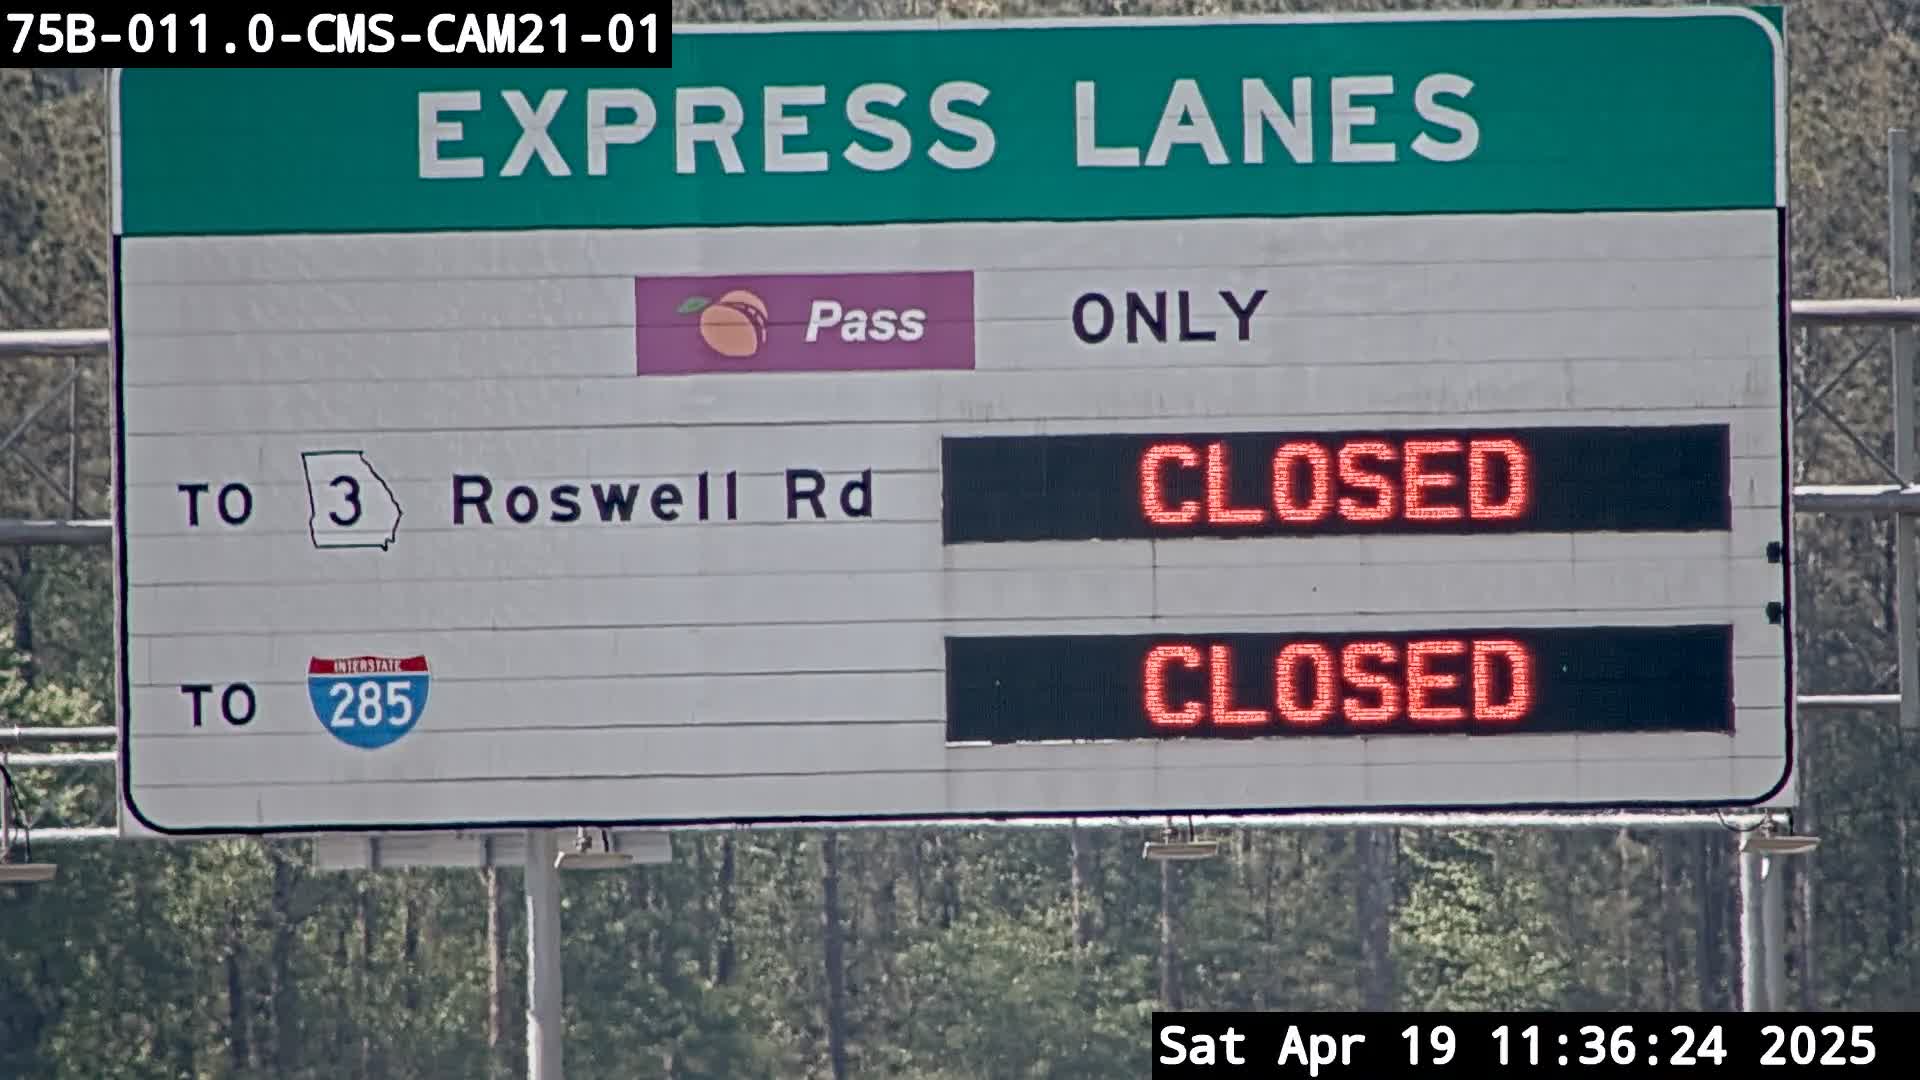 75B-011.0-CMS-CAM21-01
EXPRESS LANES
Pass ONLY
TO 3 Roswell Rd CLOSED
TO INTERSTATE 285 CLOSED
Sat Apr 19 11:36:24 2025